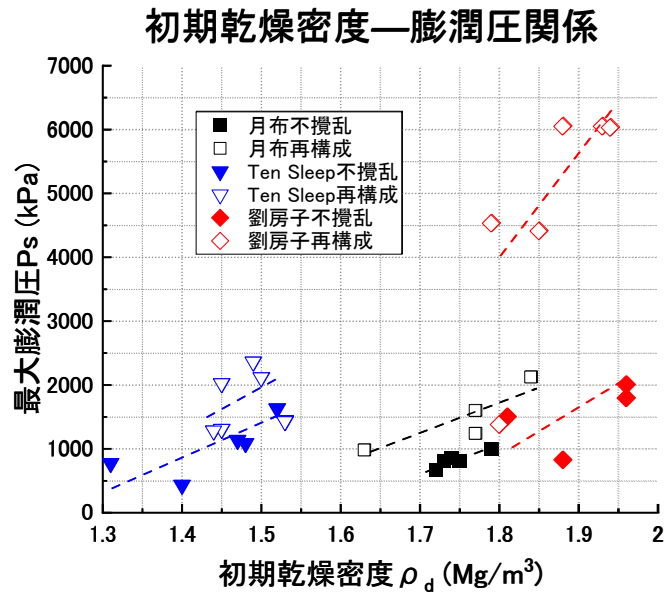 初期乾燥密度―膨潤圧関係
最大膨潤圧Ps (kPa)
7000
6000
5000
4000
3000
2000
1000
0
月布不攪乱
月布再構成
Ten Sleep不攪乱
Ten Sleep再構成
劉房子不攪乱
劉房子再構成
1.3 1.4 1.5 1.6 1.7 1.8 1.9 2
初期乾燥密度ρd (Mg/m³)